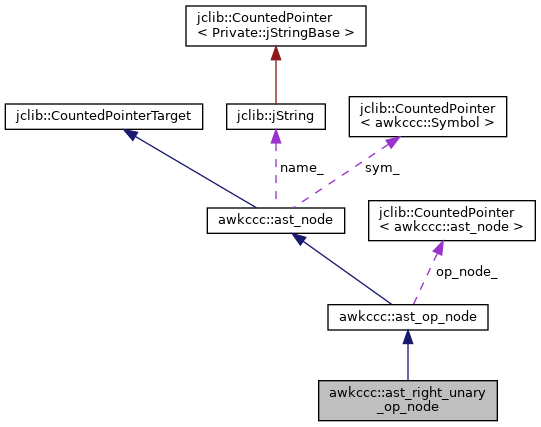 jclib::CountedPointer
< Private::jStringBase >
jclib::CountedPointerTarget
jclib::jString
jclib::CountedPointer
< awkccc::Symbol >
name_
sym_
awkccc::ast_node
jclib::CountedPointer
< awkccc::ast_node >
op_node_
awkccc::ast_op_node
awkccc::ast_right_unary
_op_node